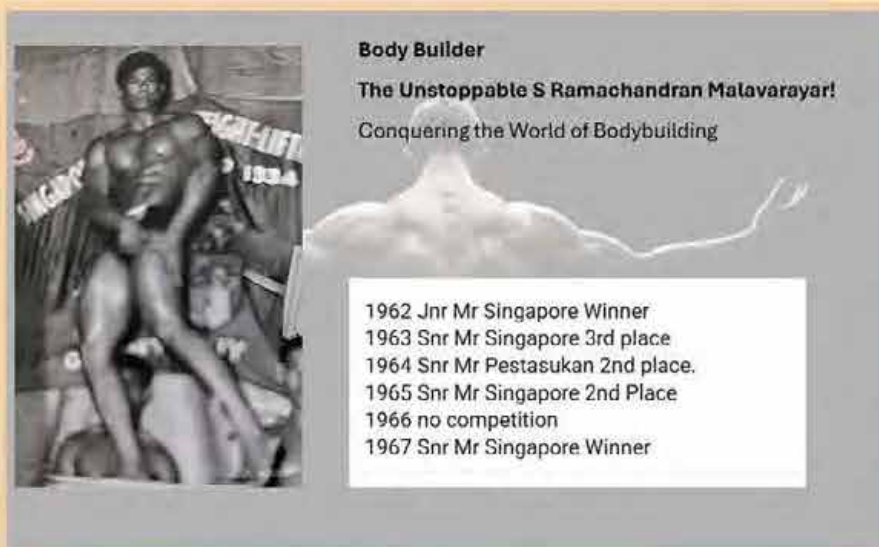 Body Builder
The Unstoppable S Ramachandran Malavarayar!
Conquering the World of Bodybuilding
1962 Jnr Mr Singapore Winner
1963 Snr Mr Singapore 3rd place
1964 Snr Mr Pestasukan 2nd place.
1965 Snr Mr Singapore 2nd Place
1966 no competition
1967 Snr Mr Singapore Winner